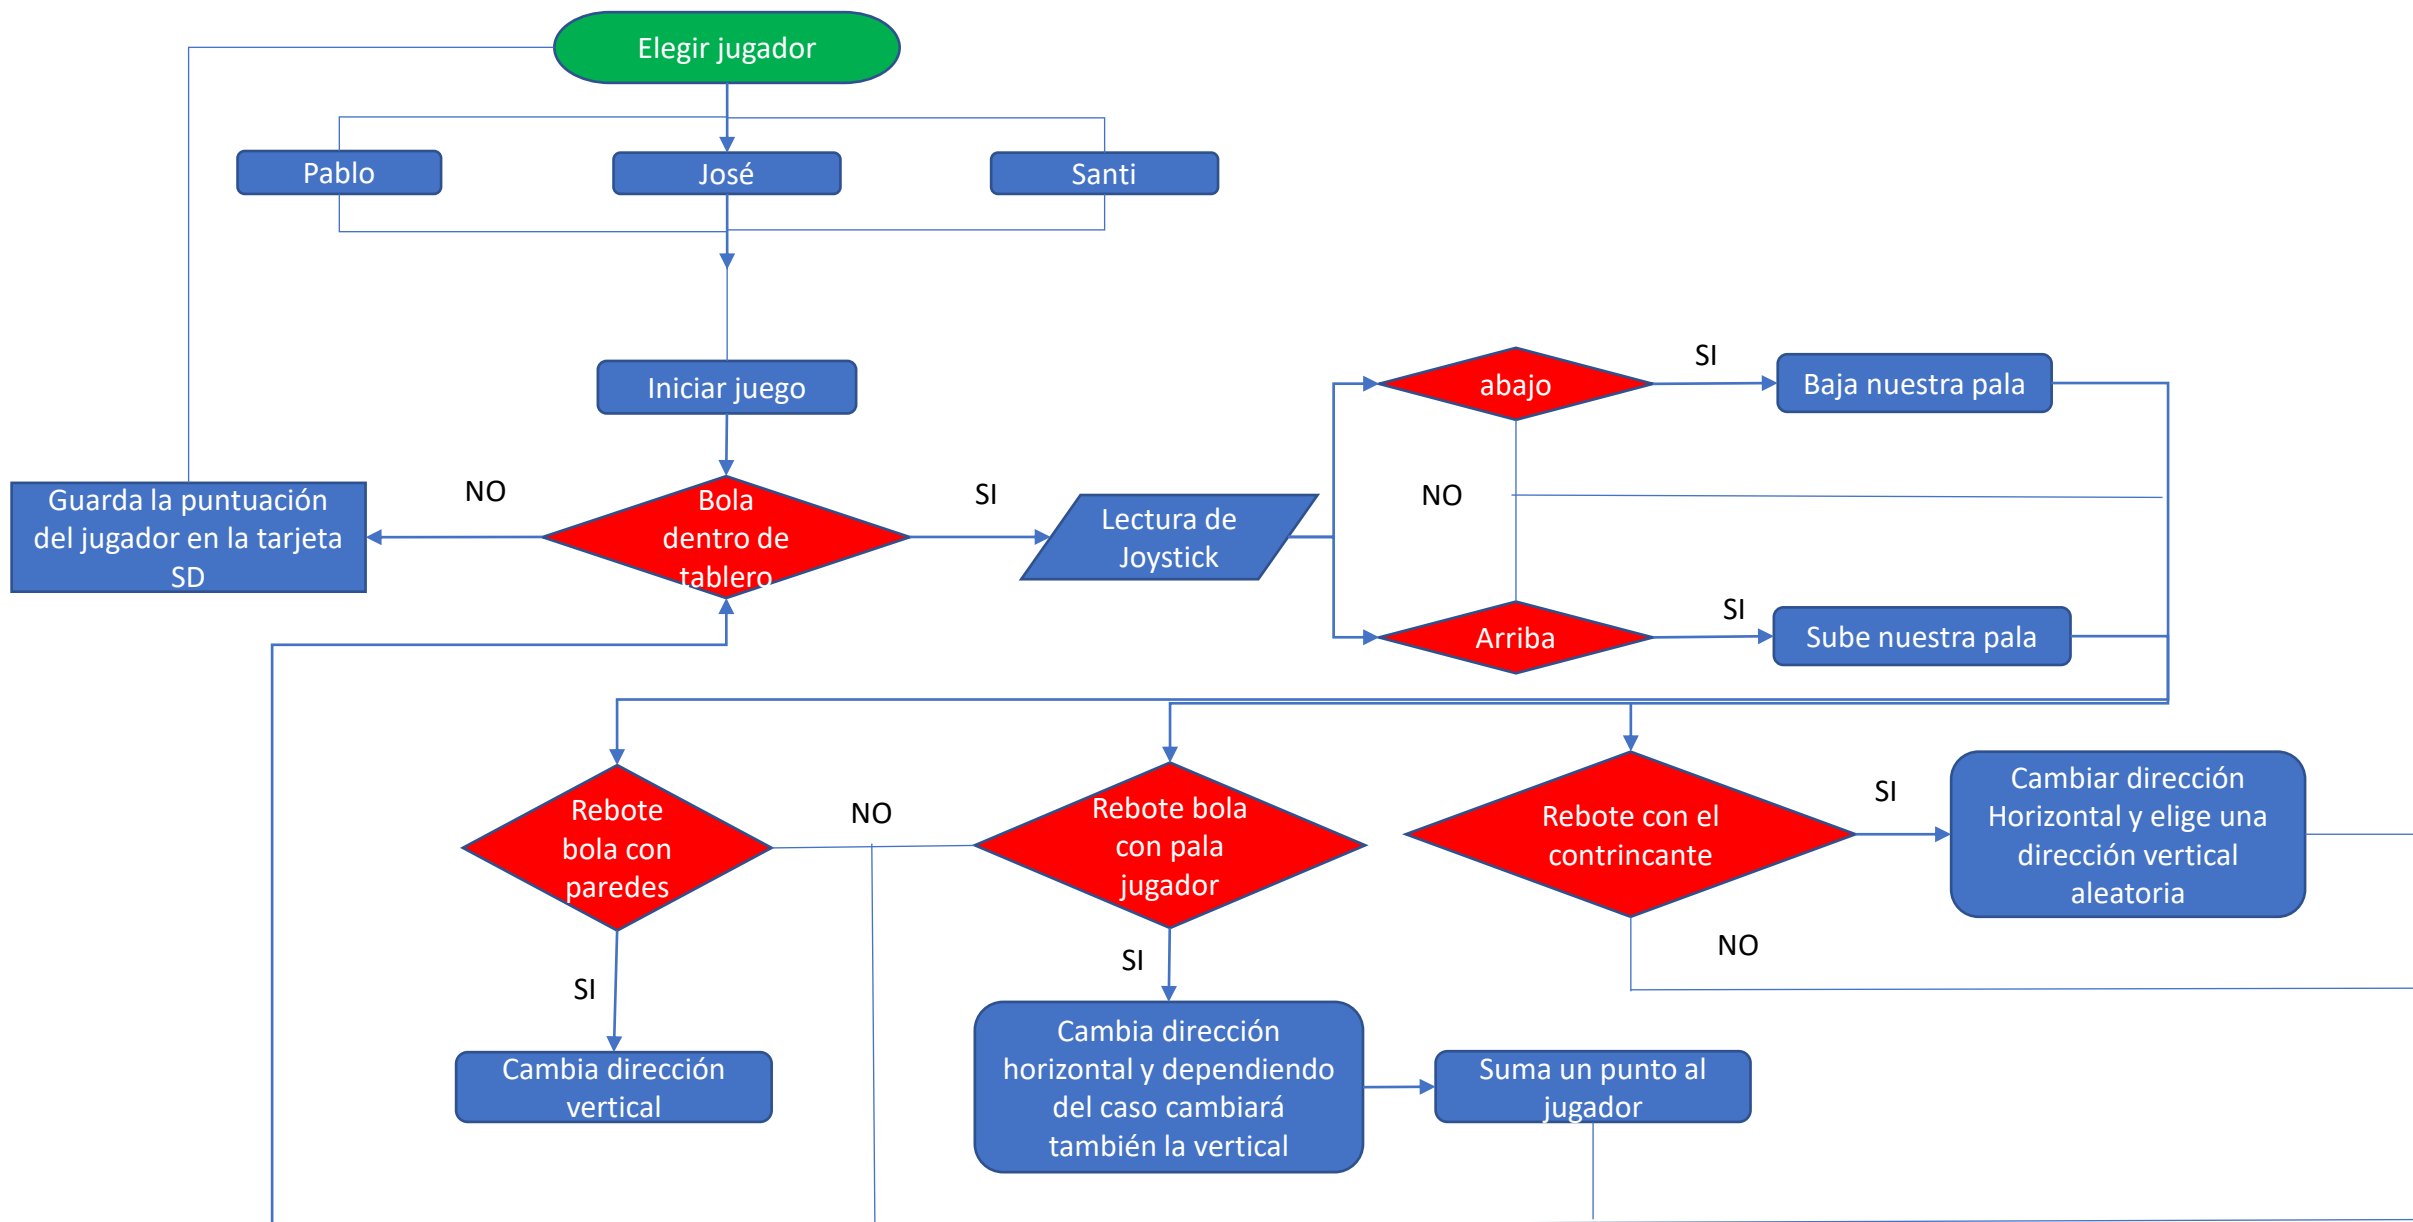 Elegir jugador
Pablo
José
Santi
Iniciar juego
abajo
SI
Baja nuestra pala
Guarda la puntuación
del jugador en la tarjeta
SD
NO
Bola
dentro de
tablero
SI
Lectura de
Joystick
NO
Arriba
SI
Sube nuestra pala
Rebote
bola con
paredes
NO
Rebote bola
con pala
jugador
Rebote con el
contrincante
SI
Cambiar dirección
Horizontal y elige una
dirección vertical
aleatoria
NO
SI
SI
Cambia dirección
vertical
Cambia dirección
horizontal y dependiendo
del caso cambiará
también la vertical
Suma un punto al
jugador